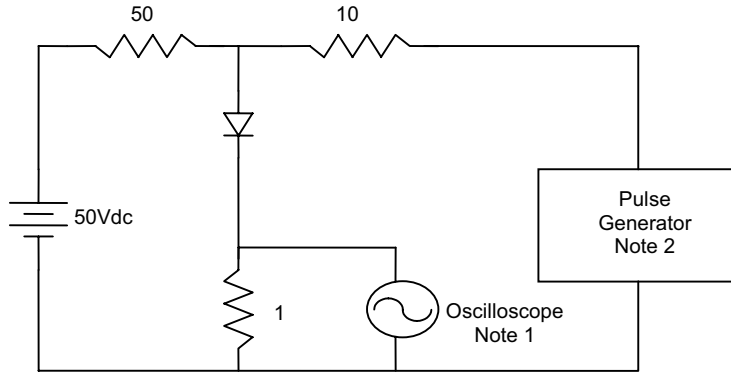 50
10
50Vdc
Pulse
Generator
Note 2
1
Oscilloscope
Note 1